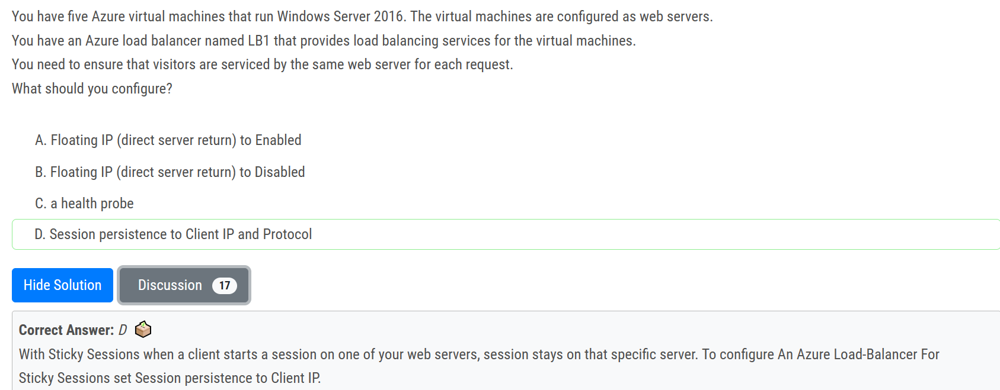 You have five Azure virtual machines that run Windows Server 2016. The virtual machines are configured as web servers.
You have an Azure load balancer named LB1 that provides load balancing services for the virtual machines.
You need to ensure that visitors are serviced by the same web server for each request.
What should you configure?
A. Floating IP (direct server return) to Enabled
B. Floating IP (direct server return) to Disabled
C. a health probe
D. Session persistence to Client IP and Protocol
Hide Solution
Discussion 17
Correct Answer: D
With Sticky Sessions when a client starts a session on one of your web servers, session stays on that specific server. To configure An Azure Load-Balancer For
Sticky Sessions set Session persistence to Client IP.